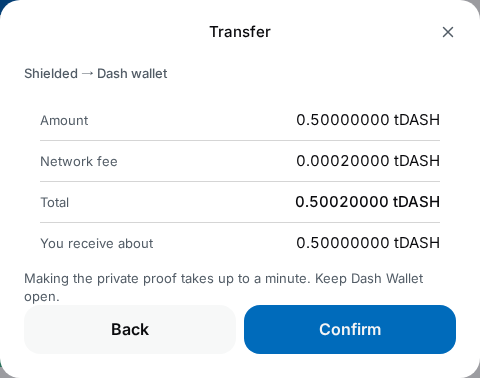 Transfer
Shielded → Dash wallet
Amount 0.50000000 tDASH
Network fee 0.00020000 tDASH
Total 0.50020000 tDASH
You receive about 0.50000000 tDASH
Making the private proof takes up to a minute. Keep Dash Wallet
open.
Back Confirm